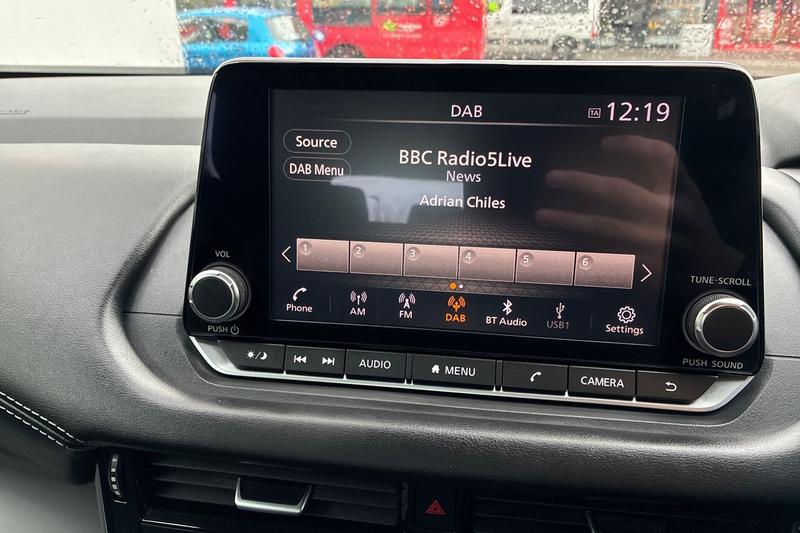 DAB
TA 12:19
Source
BBC Radio5Live
DAB Menu
News
Adrian Chiles
1 2 3 4 5 6
VOL
TUNE·SCROLL
Phone AM FM DAB BT Audio USB1 Settings
PUSH
PUSH SOUND
AUDIO MENU CAMERA